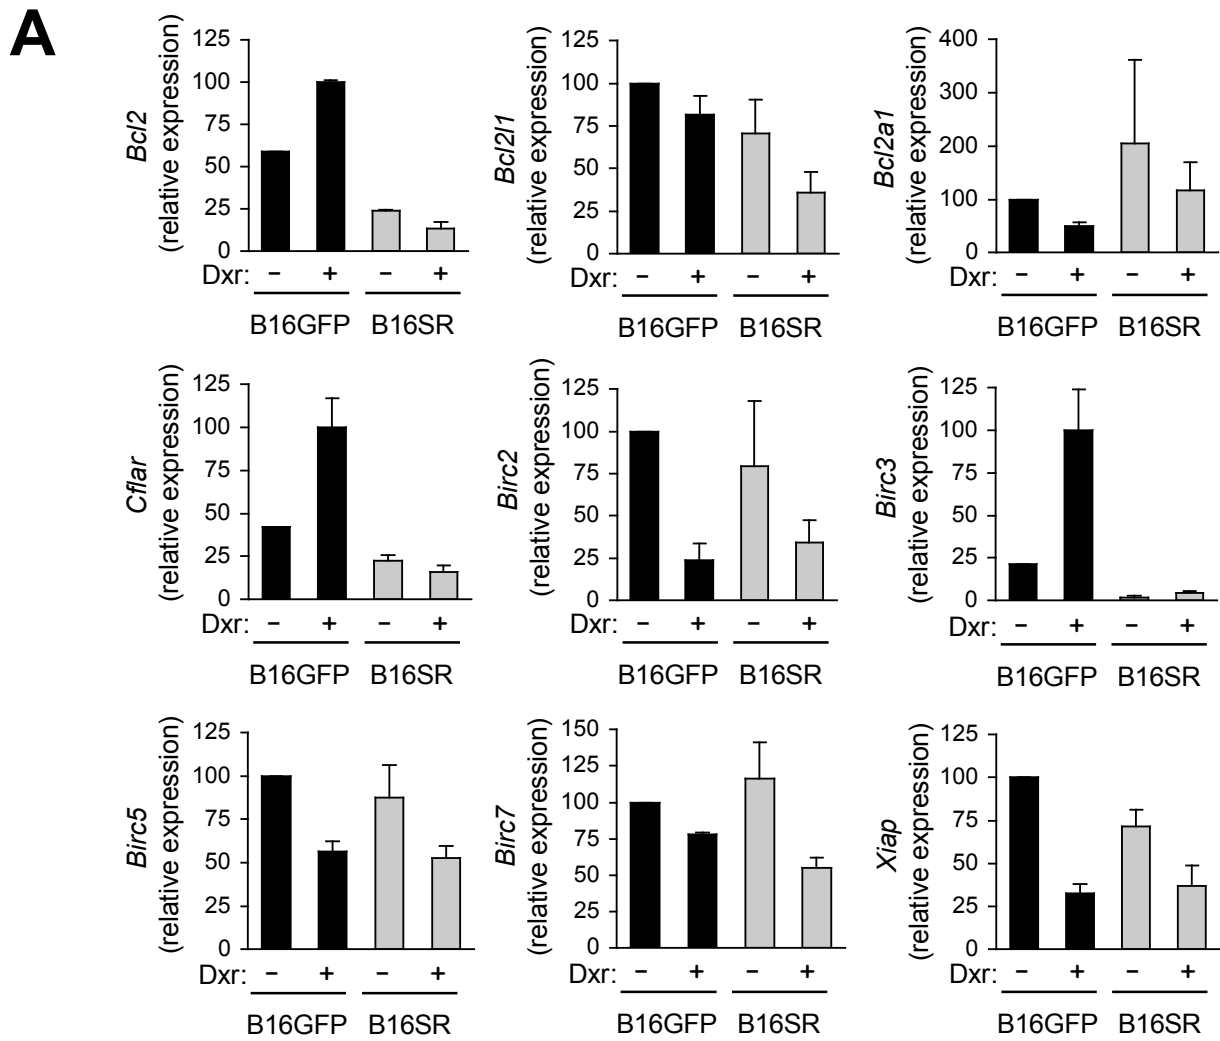 A
Bcl2
(relative expression)
125
100
75
50
25
0
Dxr: − + − +
B16GFP B16SR
Bcl2l1
(relative expression)
125
100
75
50
25
0
− + − +
B16GFP B16SR
Bcl2a1
(relative expression)
400
300
200
100
0
Dxr: − + − +
B16GFP B16SR
Cflar
(relative expression)
125
100
75
50
25
0
Dxr: − + − +
B16GFP B16SR
Birc2
(relative expression)
125
100
75
50
25
0
− + − +
B16GFP B16SR
Birc3
(relative expression)
125
100
75
50
25
0
Dxr: − + − +
B16GFP B16SR
Birc5
(relative expression)
125
100
75
50
25
0
Dxr: − + − +
B16GFP B16SR
Birc7
(relative expression)
150
125
100
75
50
25
0
− + − +
B16GFP B16SR
Xiap
(relative expression)
125
100
75
50
25
0
Dxr: − + − +
B16GFP B16SR